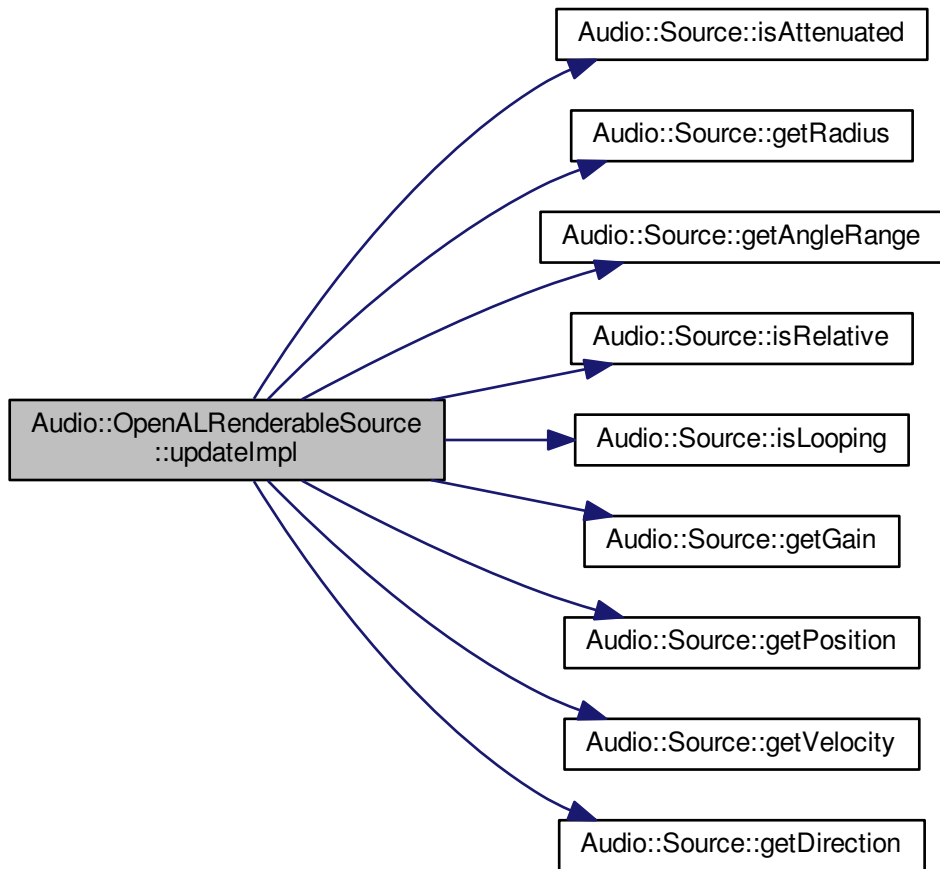 Audio::Source::isAttenuated
Audio::Source::getRadius
Audio::Source::getAngleRange
Audio::Source::isRelative
Audio::OpenALRenderableSource
::updateImpl
Audio::Source::isLooping
Audio::Source::getGain
Audio::Source::getPosition
Audio::Source::getVelocity
Audio::Source::getDirection